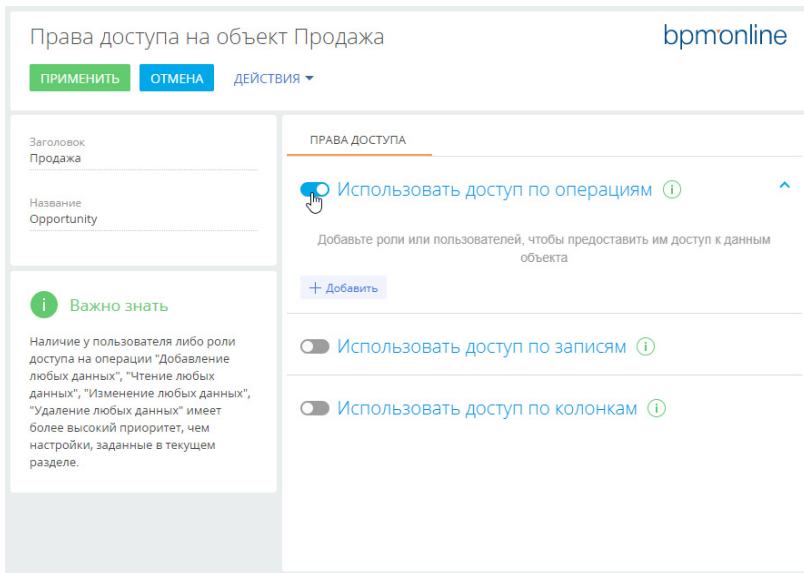 Права доступа на объект Продажа
bpmonline
ПРИМЕНИТЬ
ОТМЕНА
ДЕЙСТВИЯ
Заголовок
Продажа
Название
Opportunity
i Важно знать
Наличие у пользователя либо роли
доступа на операции "Добавление
любых данных", "Чтение любых
данных", "Изменение любых данных",
"Удаление любых данных" имеет
более высокий приоритет, чем
настройки, заданные в текущем
разделе.
ПРАВА ДОСТУПА
Использовать доступ по операциям i
Добавьте роли или пользователей, чтобы предоставить им доступ к данным
объекта
+ Добавить
Использовать доступ по записям i
Использовать доступ по колонкам i